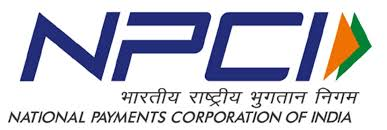 NPCI
भारतीय राष्ट्रीय भुगतान निगम
NATIONAL PAYMENTS CORPORATION OF INDIA